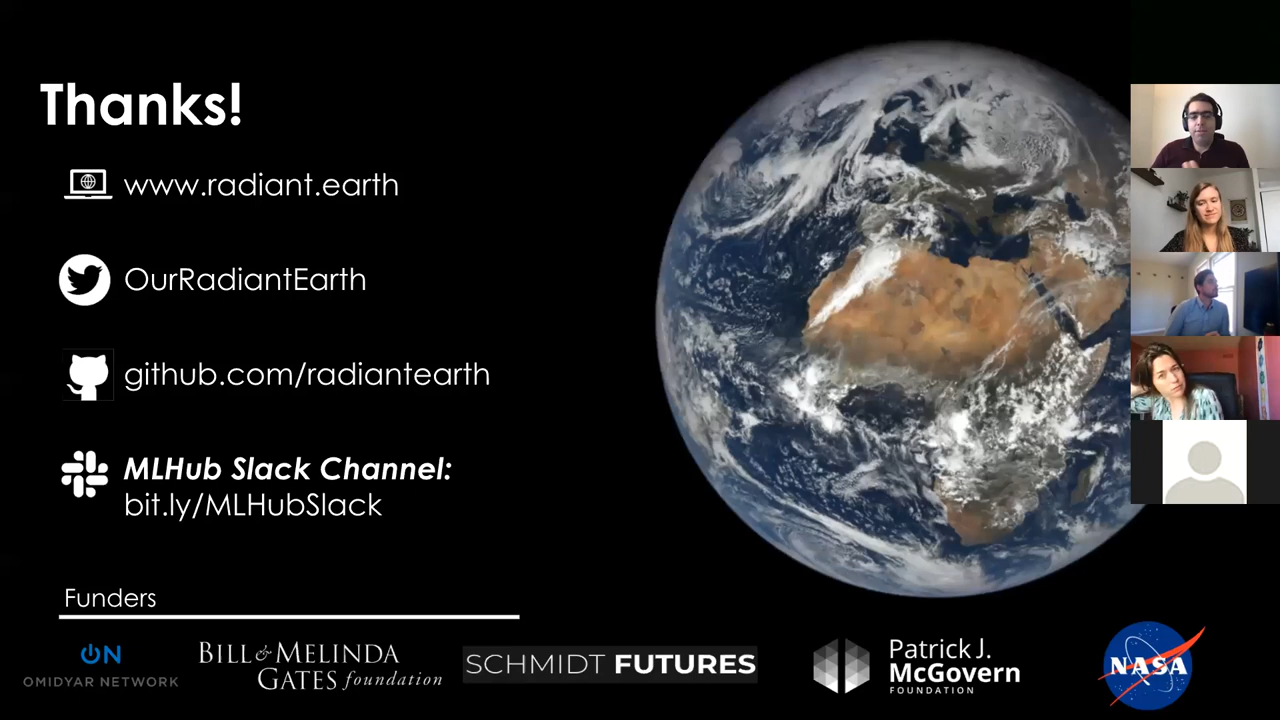 Thanks!
www.radiant.earth
OurRadiantEarth
github.com/radiantearth
MLHub Slack Channel:
bit.ly/MLHubSlack
Funders
ON
OMIDYAR NETWORK
BILL & MELINDA
GATES foundation
SCHMIDT FUTURES
Patrick J.
McGovern
FOUNDATION
NASA